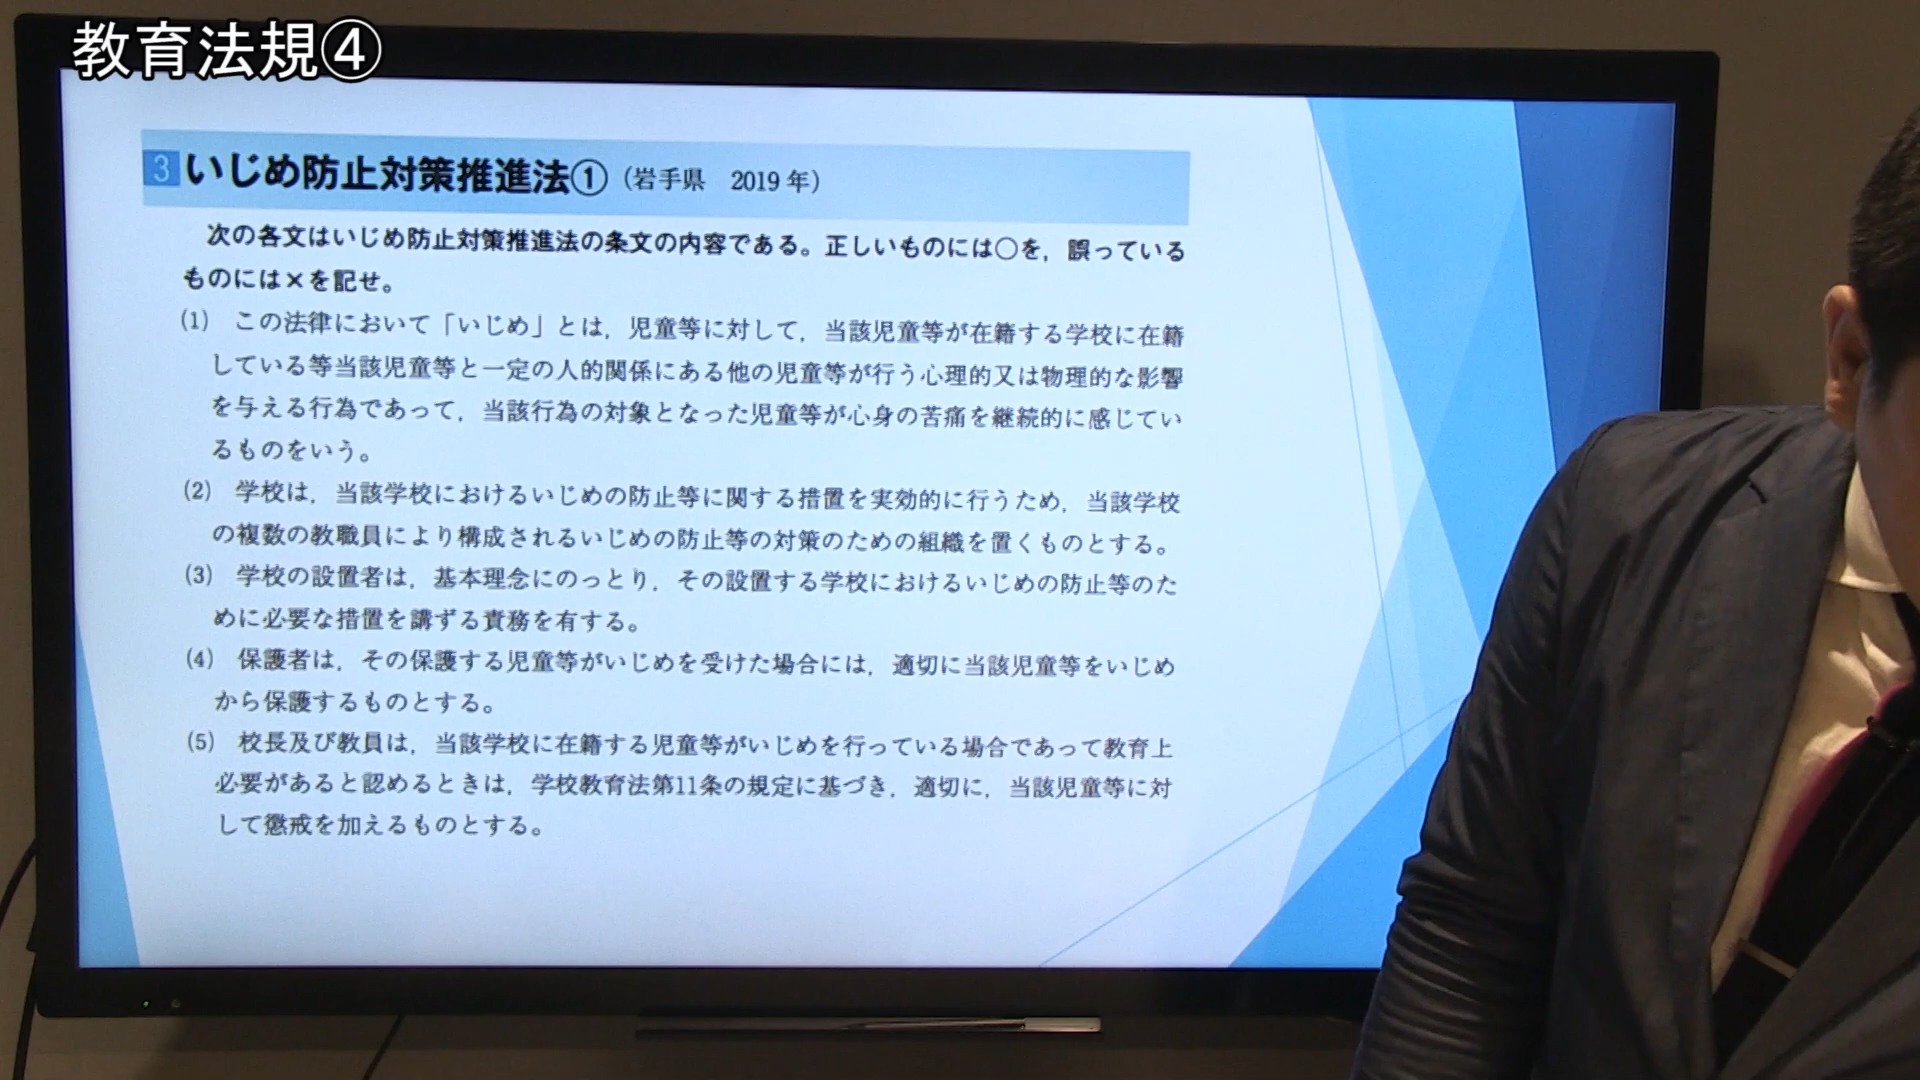 教育法規④
3 いじめ防止対策推進法①（岩手県　2019年）
次の各文はいじめ防止対策推進法の条文の内容である。正しいものには○を，誤っている
ものには×を記せ。
(1)　この法律において「いじめ」とは，児童等に対して，当該児童等が在籍する学校に在籍
している等当該児童等と一定の人的関係にある他の児童等が行う心理的又は物理的な影響
を与える行為であって，当該行為の対象となった児童等が心身の苦痛を継続的に感じてい
るものをいう。
(2)　学校は，当該学校におけるいじめの防止等に関する措置を実効的に行うため，当該学校
の複数の教職員により構成されるいじめの防止等の対策のための組織を置くものとする。
(3)　学校の設置者は，基本理念にのっとり，その設置する学校におけるいじめの防止等のた
めに必要な措置を講ずる責務を有する。
(4)　保護者は，その保護する児童等がいじめを受けた場合には，適切に当該児童等をいじめ
から保護するものとする。
(5)　校長及び教員は，当該学校に在籍する児童等がいじめを行っている場合であって教育上
必要があると認めるときは，学校教育法第11条の規定に基づき，適切に，当該児童等に対
して懲戒を加えるものとする。